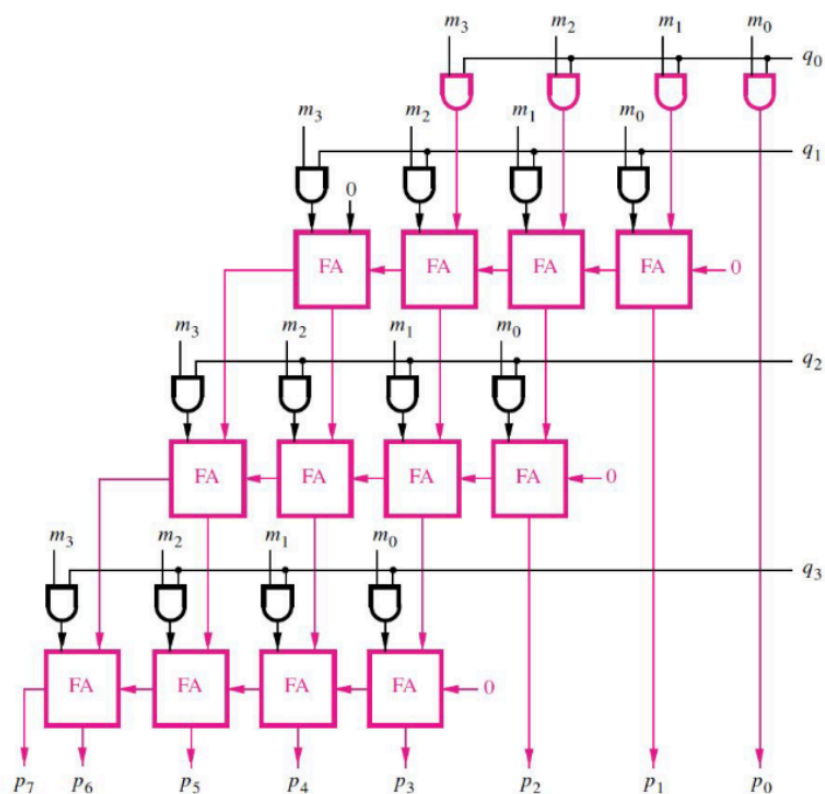 m3 m2 m1 m0
q0
m3 m2 m1 m0
q1
0
FA FA FA FA 0
m3 m2 m1 m0
q2
FA FA FA FA 0
m3 m2 m1 m0
q3
FA FA FA FA 0
p7 p6 p5 p4 p3 p2 p1 p0